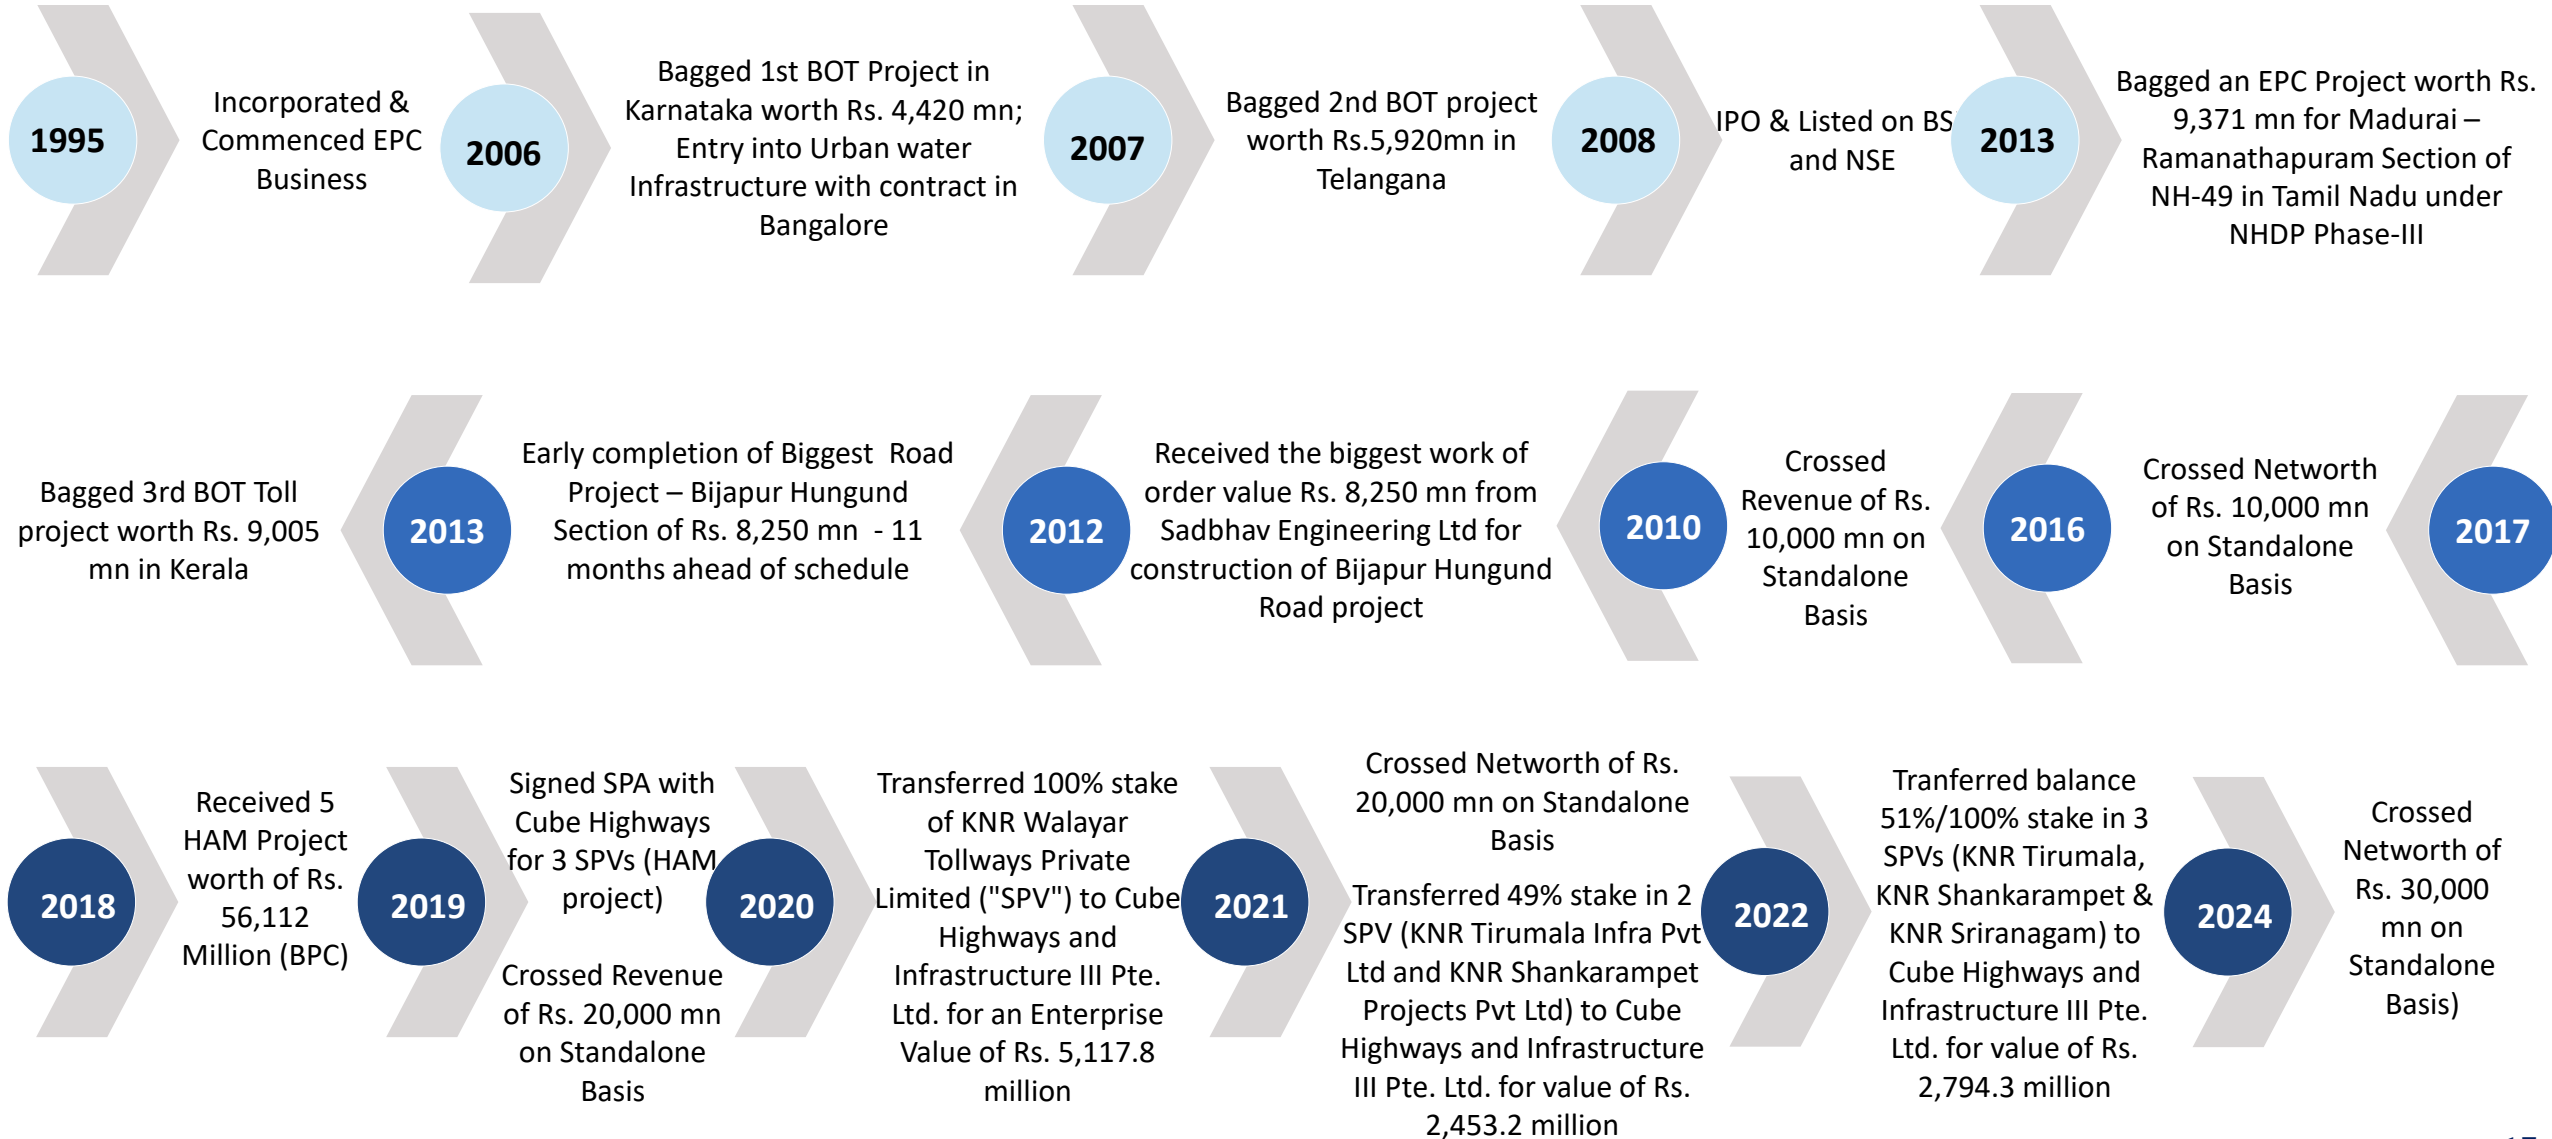 1995
Incorporated &
Commenced EPC
Business
2006
Bagged 1st BOT Project in
Karnataka worth Rs. 4,420 mn;
Entry into Urban water
Infrastructure with contract in
Bangalore
2007
Bagged 2nd BOT project
worth Rs.5,920mn in
Telangana
2008
IPO & Listed on BS
and NSE
2013
Bagged an EPC Project worth Rs.
9,371 mn for Madurai –
Ramanathapuram Section of
NH-49 in Tamil Nadu under
NHDP Phase-III
Bagged 3rd BOT Toll
project worth Rs. 9,005
mn in Kerala
2013
Early completion of Biggest Road
Project – Bijapur Hungund
Section of Rs. 8,250 mn - 11
months ahead of schedule
2012
Received the biggest work of
order value Rs. 8,250 mn from
Sadbhav Engineering Ltd for
construction of Bijapur Hungund
Road project
2010
Crossed
Revenue of Rs.
10,000 mn on
Standalone
Basis
2016
Crossed Networth
of Rs. 10,000 mn
on Standalone
Basis
2017
2018
Received 5
HAM Project
worth of Rs.
56,112
Million (BPC)
2019
Signed SPA with
Cube Highways
for 3 SPVs (HAM
project)
Crossed Revenue
of Rs. 20,000 mn
on Standalone
Basis
2020
Transferred 100% stake
of KNR Walayar
Tollways Private
Limited ("SPV") to Cube
Highways and
Infrastructure III Pte.
Ltd. for an Enterprise
Value of Rs. 5,117.8
million
2021
Crossed Networth of Rs.
20,000 mn on Standalone
Basis
Transferred 49% stake in 2
SPV (KNR Tirumala Infra Pvt
Ltd and KNR Shankarampet
Projects Pvt Ltd) to Cube
Highways and Infrastructure
III Pte. Ltd. for value of Rs.
2,453.2 million
2022
Tranferred balance
51%/100% stake in 3
SPVs (KNR Tirumala,
KNR Shankarampet &
KNR Sriranagam) to
Cube Highways and
Infrastructure III Pte.
Ltd. for value of Rs.
2,794.3 million
2024
Crossed
Networth of
Rs. 30,000
mn on
Standalone
Basis)